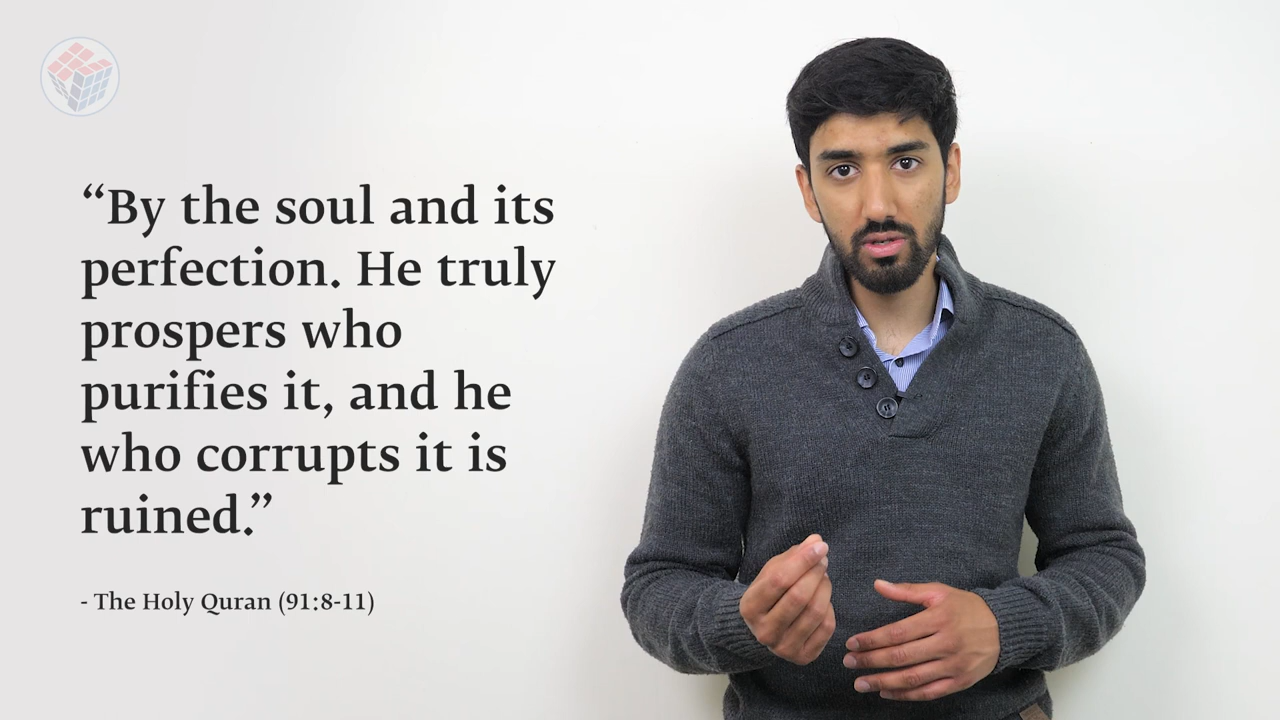 “By the soul and its
perfection. He truly
prospers who
purifies it, and he
who corrupts it is
ruined.”
- The Holy Quran (91:8-11)